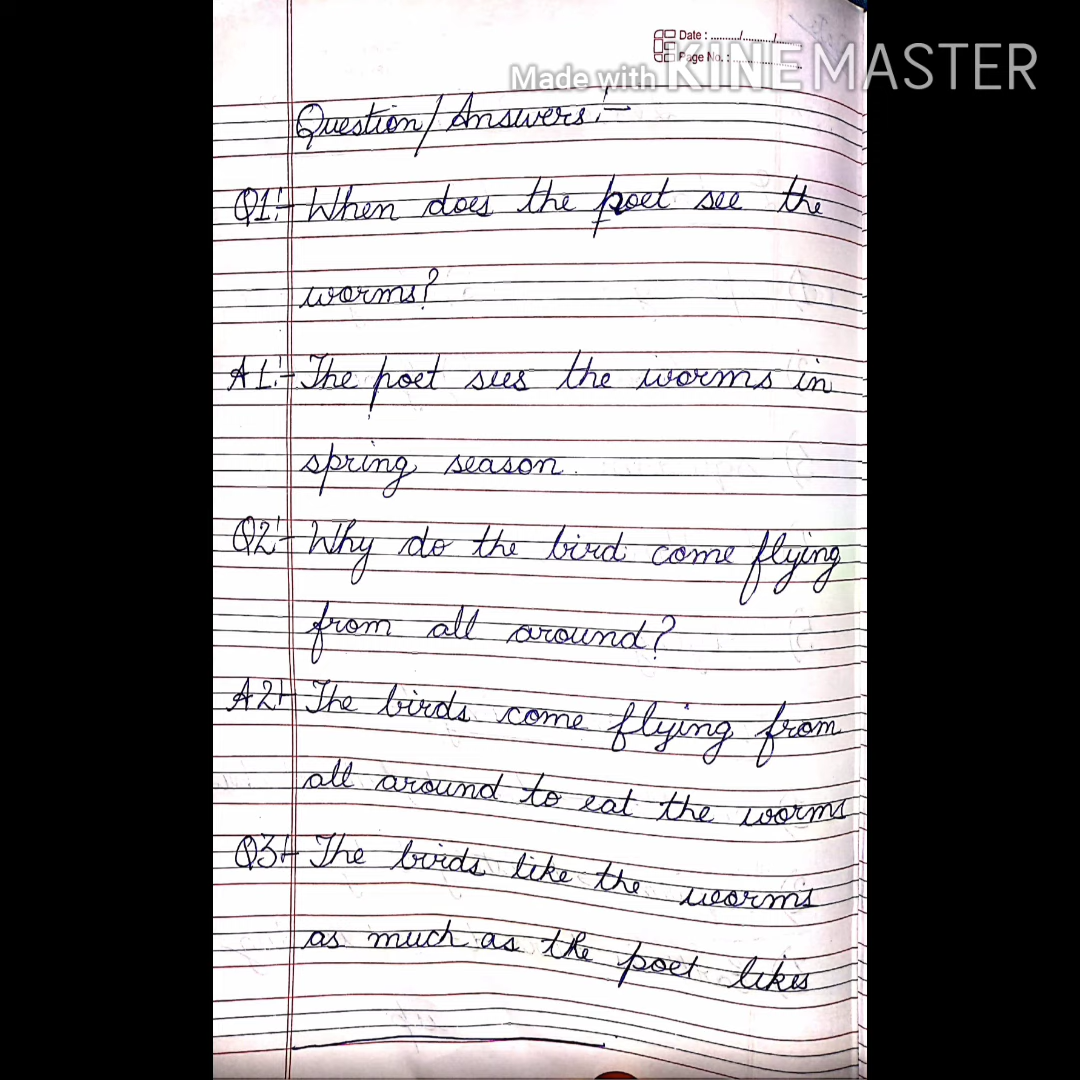 Date : ........./........./.........
Page No. : .....................
Made with KINEMASTER
Question/Answers:-
Q1:- When does the poet see the
worms?
A1:- The poet sees the worms in
spring season.
Q2:- Why do the bird come flying
from all around?
A2:- The birds come flying from
all around to eat the worms
Q3:- The birds like the worms
as much as the poet likes